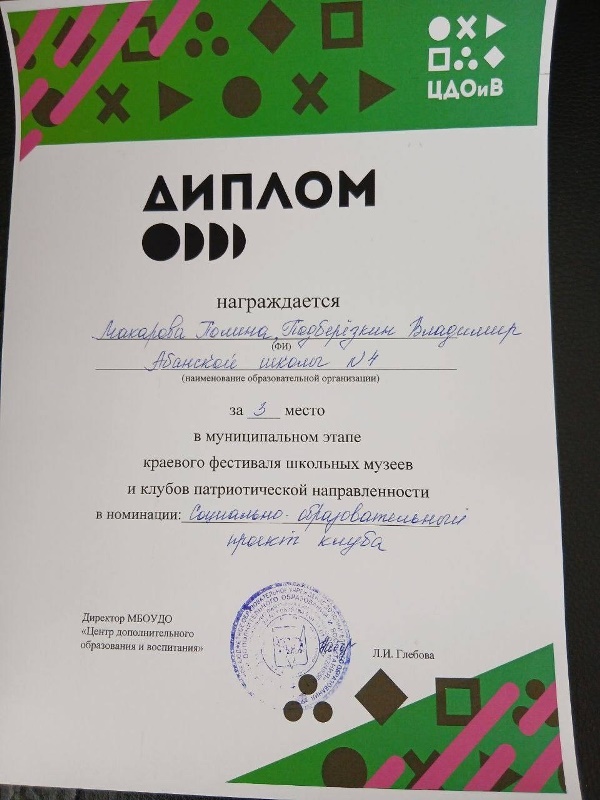 ЦДОиВ
ДИПЛОМ
награждается
Макарова Полина, Подберёзкин Владимир
(ФИ)
Абанской школы №4
(наименование образовательной организации)
за 3 место
в муниципальном этапе
краевого фестиваля школьных музеев
и клубов патриотической направленности
в номинации: Социально-образовательный
проект клуба
Директор МБОУДО
«Центр дополнительного
образования и воспитания»
Л.И. Глебова